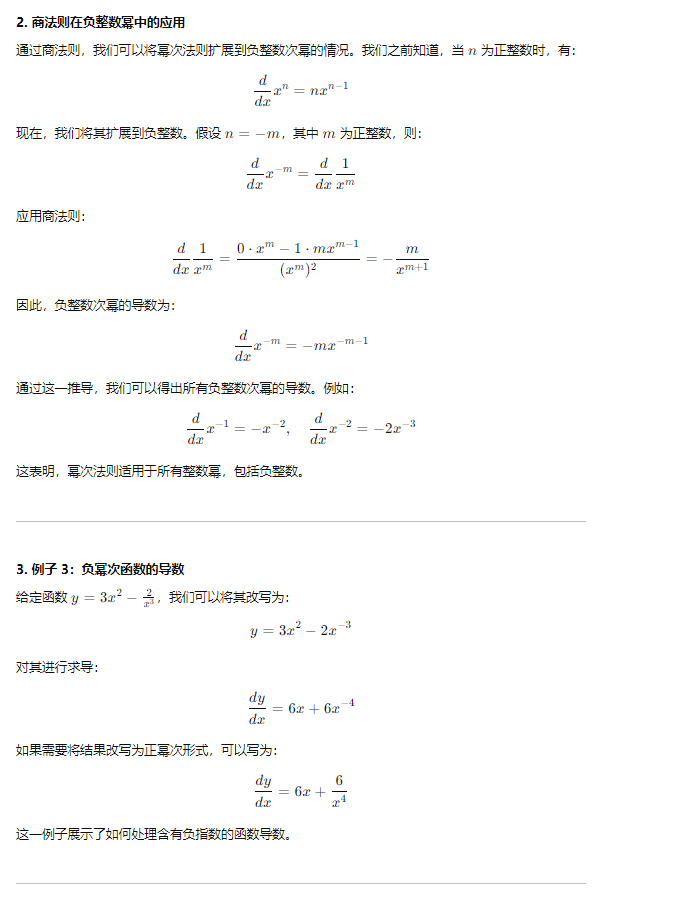 2. 商法则在负整数幂中的应用
通过商法则，我们可以将幂次法则扩展到负整数次幂的情况。我们之前知道，当 n 为正整数时，有：
d/dx x^n = nx^{n−1}
现在，我们将其扩展到负整数。假设 n = −m，其中 m 为正整数，则：
d/dx x^{−m} = d/dx 1/x^m
应用商法则：
d/dx 1/x^m = (0 · x^m − 1 · mx^{m−1})/(x^m)^2 = − m/x^{m+1}
因此，负整数次幂的导数为：
d/dx x^{−m} = −mx^{−m−1}
通过这一推导，我们可以得出所有负整数次幂的导数。例如：
d/dx x^{−1} = −x^{−2}, d/dx x^{−2} = −2x^{−3}
这表明，幂次法则适用于所有整数幂，包括负整数。
3. 例子 3：负幂次函数的导数
给定函数 y = 3x^2 − 2/x^3，我们可以将其改写为：
y = 3x^2 − 2x^{−3}
对其进行求导：
dy/dx = 6x + 6x^{−4}
如果需要将结果改写为正幂次形式，可以写为：
dy/dx = 6x + 6/x^4
这一例子展示了如何处理含有负指数的函数导数。